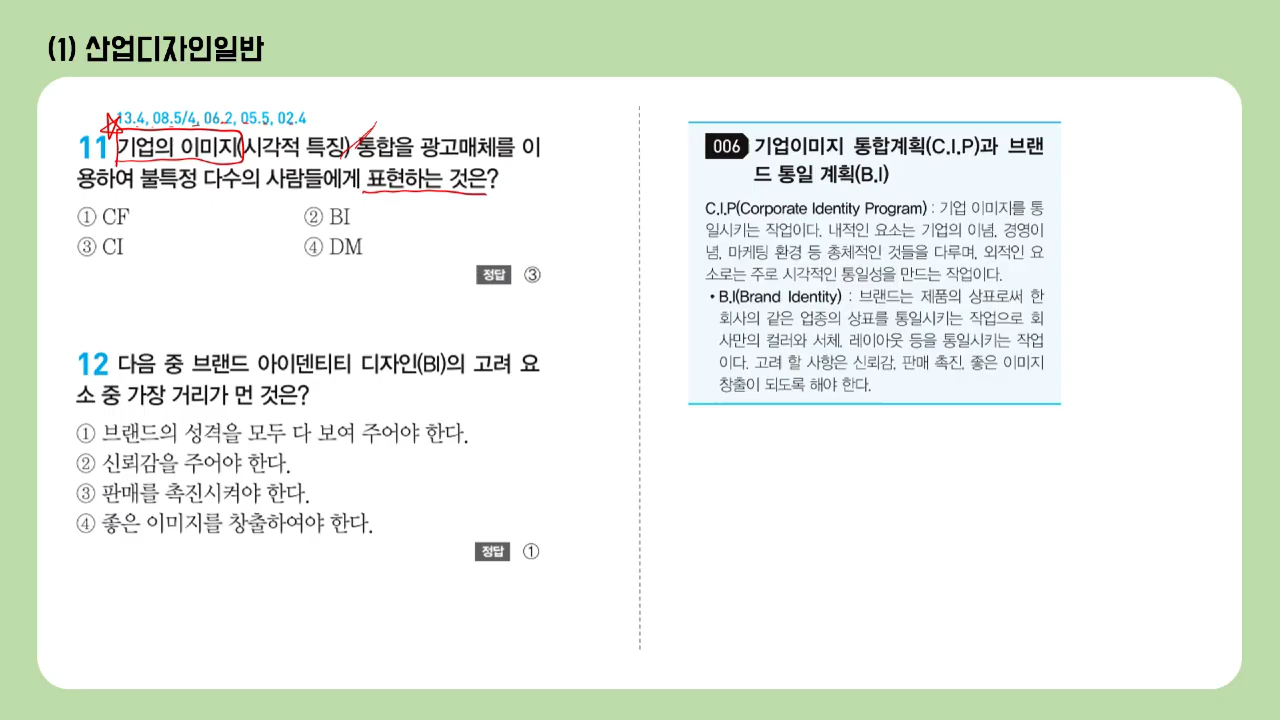 (1) 산업디자인일반
13.4, 08.5/4, 06.2, 05.5, 02.4
11 기업의 이미지(시각적 특징) 통합을 광고매체를 이
용하여 불특정 다수의 사람들에게 표현하는 것은?
① CF ② BI
③ CI ④ DM
정답 ③
12 다음 중 브랜드 아이덴티티 디자인(BI)의 고려 요
소 중 가장 거리가 먼 것은?
① 브랜드의 성격을 모두 다 보여 주어야 한다.
② 신뢰감을 주어야 한다.
③ 판매를 촉진시켜야 한다.
④ 좋은 이미지를 창출하여야 한다.
정답 ①
006 기업이미지 통합계획(C.I.P)과 브랜
드 통일 계획(B.I)
C.I.P(Corporate Identity Program) : 기업 이미지를 통
일시키는 작업이다. 내적인 요소는 기업의 이념, 경영이
념, 마케팅 환경 등 총체적인 것들을 다루며, 외적인 요
소로는 주로 시각적인 통일성을 만드는 작업이다.
• B.I(Brand Identity) : 브랜드는 제품의 상표로써 한
회사의 같은 업종의 상표를 통일시키는 작업으로 회
사만의 컬러와 서체, 레이아웃 등을 통일시키는 작업
이다. 고려 할 사항은 신뢰감, 판매 촉진, 좋은 이미지
창출이 되도록 해야 한다.